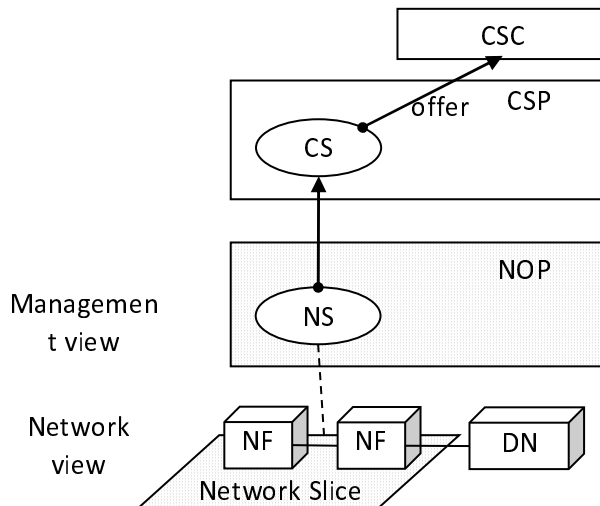 CSC
offer
CSP
CS
NOP
Managemen
t view
NS
Network
view
NF
NF
DN
Network Slice